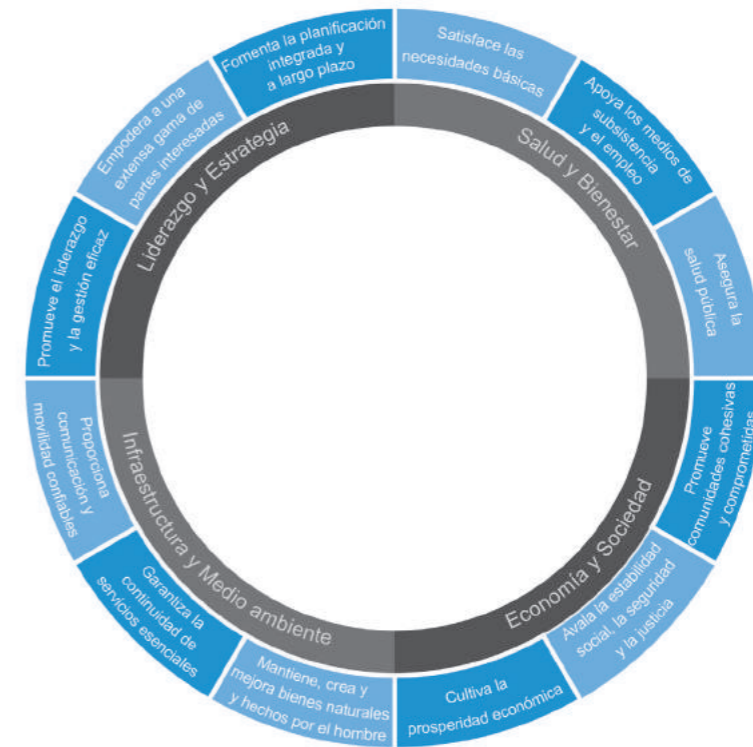 Fomenta la planificación
integrada y
a largo plazo
Satisface las
necesidades básicas
Apoya los medios de
subsistencia
y el empleo
Asegura la
salud pública
Promueve
comunidades cohesivas
y comprometidas
Avala la estabilidad
social, la seguridad
y la justicia
Cultiva la
prosperidad económica
Mantiene, crea y
mejora bienes naturales
y hechos por el hombre
Garantiza la
continuidad de
servicios esenciales
Proporciona
comunicación y
movilidad confiables
Promueve el liderazgo
y la gestión eficaz
Empodera a una
extensa gama de
partes interesadas
Liderazgo y Estrategia
Salud y Bienestar
Economía y Sociedad
Infraestructura y Medio ambiente